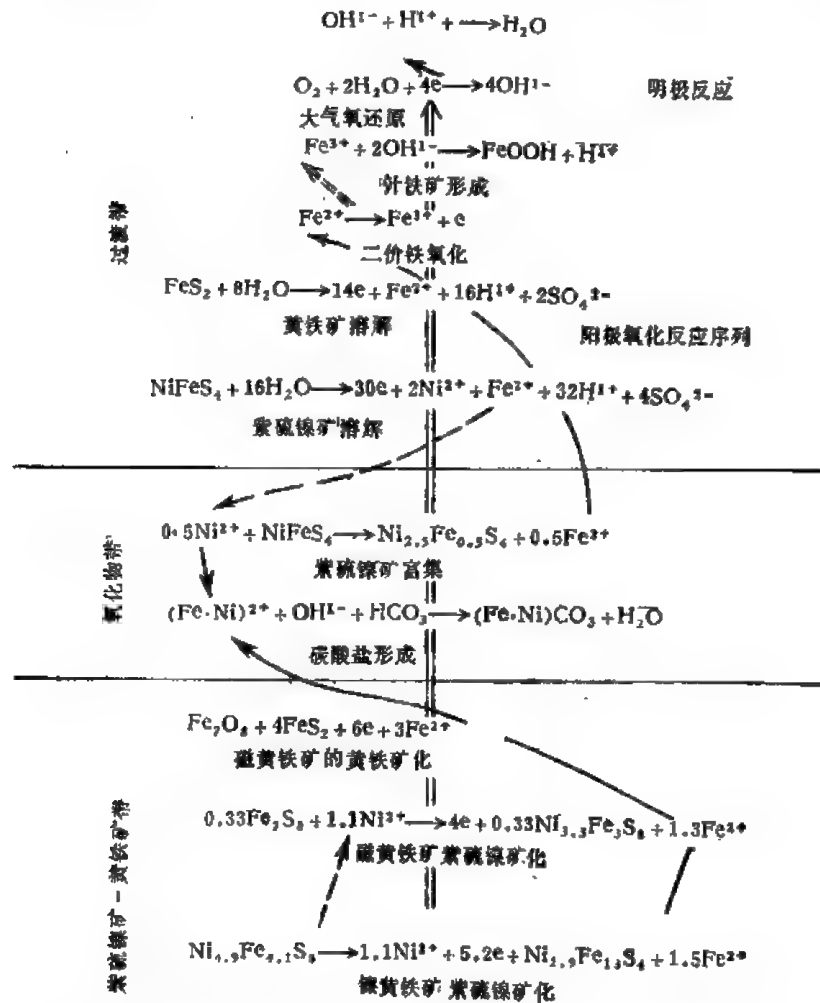 OH¹⁻ + H¹⁺ + ⟶H₂O
O₂ + 2H₂O + 4e⟶4OH¹⁻ 明极反应
大气氧还原
Fe³⁺ + 2OH¹⁻⟶FeOOH + H¹⁺
针铁矿形成
Fe²⁺⟶Fe³⁺ + e
二价铁氧化
FeS₂ + 8H₂O⟶14e + Fe²⁺ + 16H¹⁺ + 2SO₄²⁻
黄铁矿溶解 阳极氧化反应序列
NiFeS₄ + 16H₂O⟶30e + 2Ni²⁺ + Fe²⁺ + 32H¹⁺ + 4SO₄²⁻
紫硫镍矿溶解
过渡带
0.5Ni²⁺ + NiFeS₄⟶Ni₂.₅Fe₀.₅S₄ + 0.5Fe²⁺
紫硫镍矿富集
(Fe·Ni)²⁺ + OH¹⁻ + HCO₃⟶(Fe·Ni)CO₃ + H₂O
碳酸盐形成
氧化物带
Fe₇O₈ + 4FeS₂ + 6e + 3Fe²⁺
磁黄铁矿的黄铁矿化
0.33Fe₇S₈ + 1.1Ni²⁺⟶4e + 0.33Ni₃.₃Fe₃S₈ + 1.3Fe²⁺
磁黄铁矿紫硫镍矿化
Ni₄.₉Fe₄.₁S₈⟶1.1Ni²⁺ + 5.2e + Ni₂.₉Fe₁.₃S₄ + 1.5Fe²⁺
镍黄铁矿紫硫镍矿化
紫硫镍矿–黄铁矿带